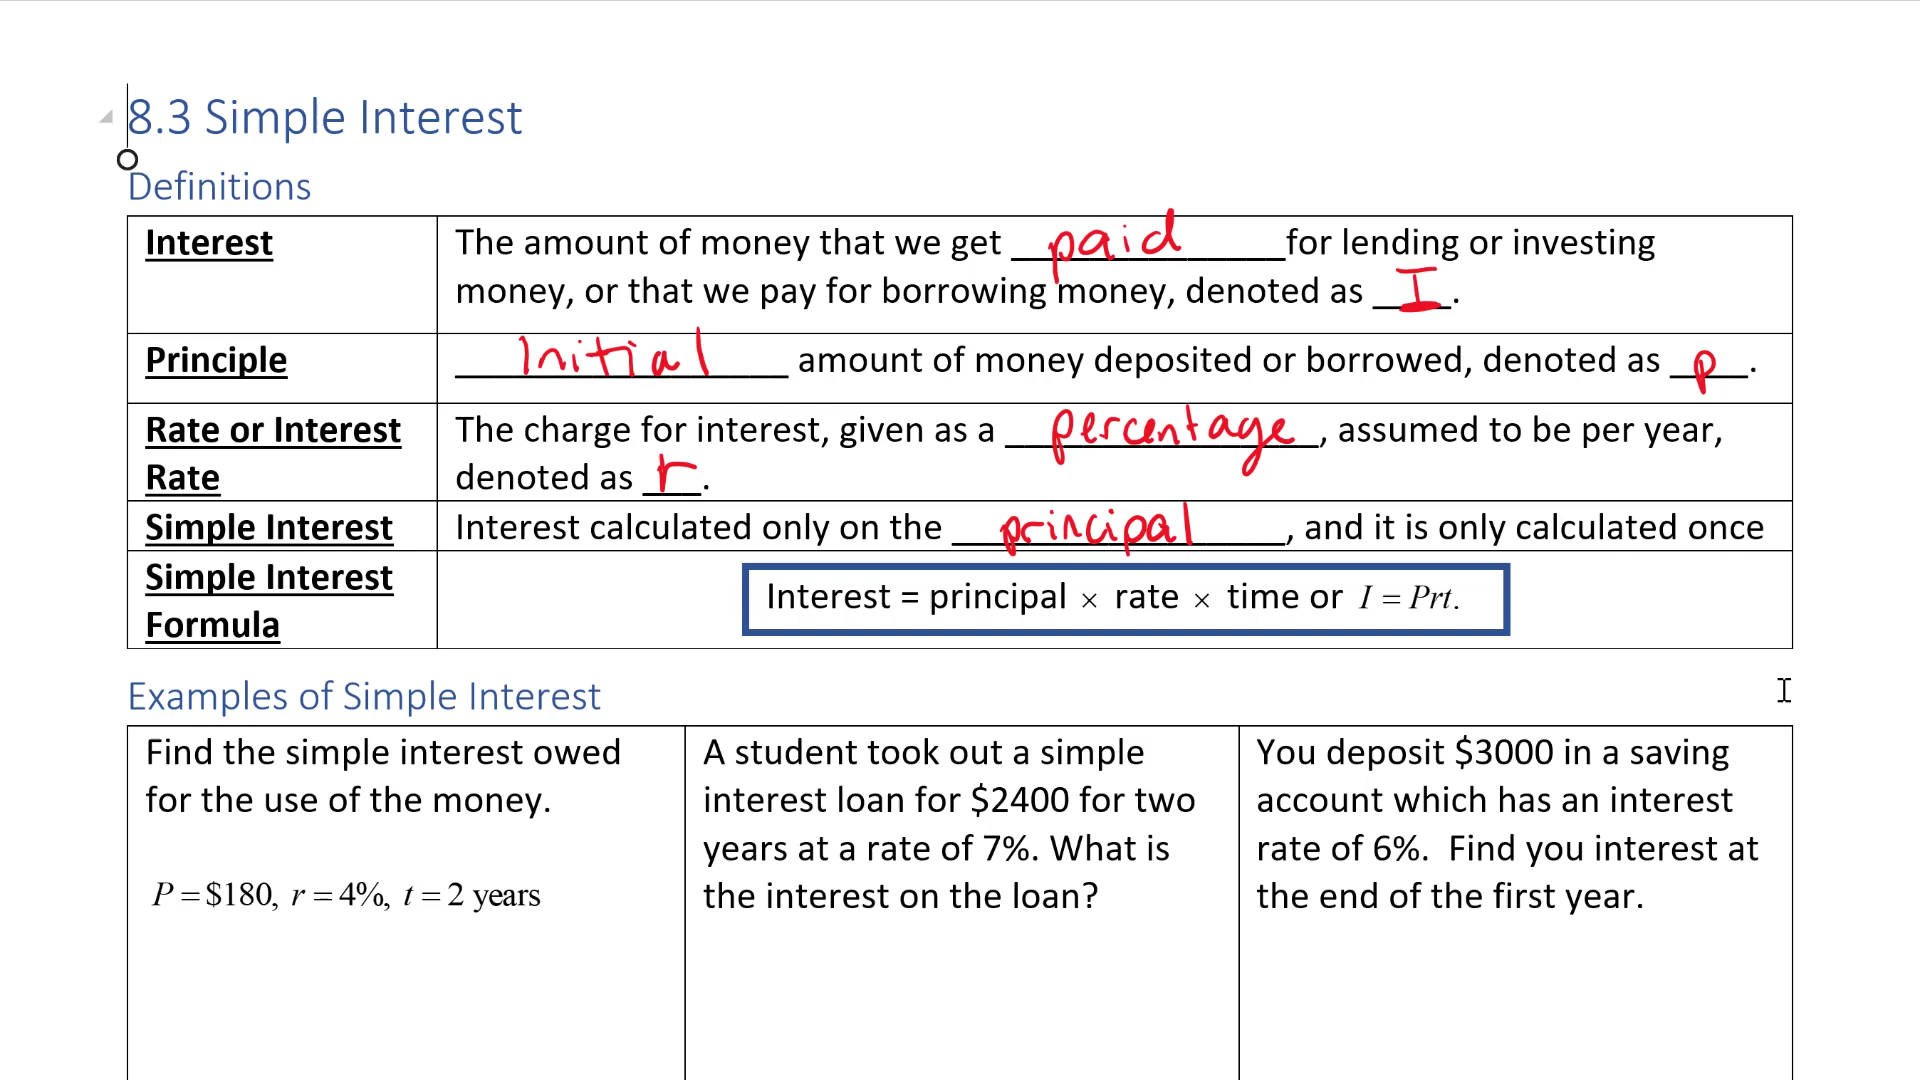 8.3 Simple Interest
Definitions
Interest
The amount of money that we get paid for lending or investing
money, or that we pay for borrowing money, denoted as I.
Principle
Initial amount of money deposited or borrowed, denoted as p.
Rate or Interest
Rate
The charge for interest, given as a percentage, assumed to be per year,
denoted as r.
Simple Interest
Interest calculated only on the principal, and it is only calculated once
Simple Interest
Formula
Interest = principal × rate × time or I = Prt.
Examples of Simple Interest
Find the simple interest owed
for the use of the money.
P = $180, r = 4%, t = 2 years
A student took out a simple
interest loan for $2400 for two
years at a rate of 7%. What is
the interest on the loan?
You deposit $3000 in a saving
account which has an interest
rate of 6%. Find you interest at
the end of the first year.